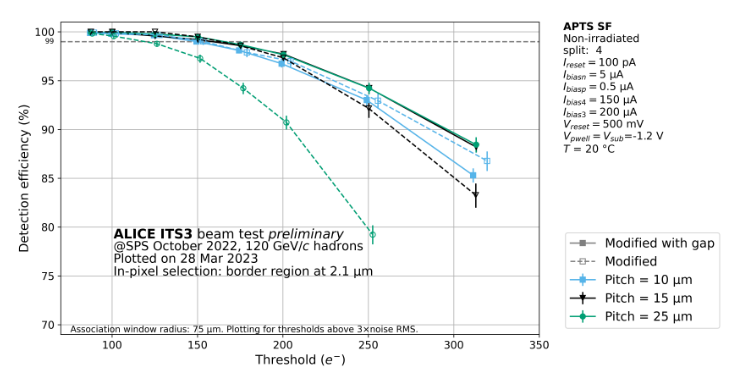 APTS SF
Non-irradiated
split: 4
I_reset = 100 pA
I_biasn = 5 μA
I_biasp = 0.5 μA
I_bias4 = 150 μA
I_bias3 = 200 μA
V_reset = 500 mV
V_pwell = V_sub=-1.2 V
T = 20 °C
Detection efficiency (%)
100
99
95
90
85
80
75
70
ALICE ITS3 beam test preliminary
@SPS October 2022, 120 GeV/c hadrons
Plotted on 28 Mar 2023
In-pixel selection: border region at 2.1 μm
Association window radius: 75 μm. Plotting for thresholds above 3×noise RMS.
100 150 200 250 300 350
Threshold (e⁻)
Modified with gap
Modified
Pitch = 10 μm
Pitch = 15 μm
Pitch = 25 μm